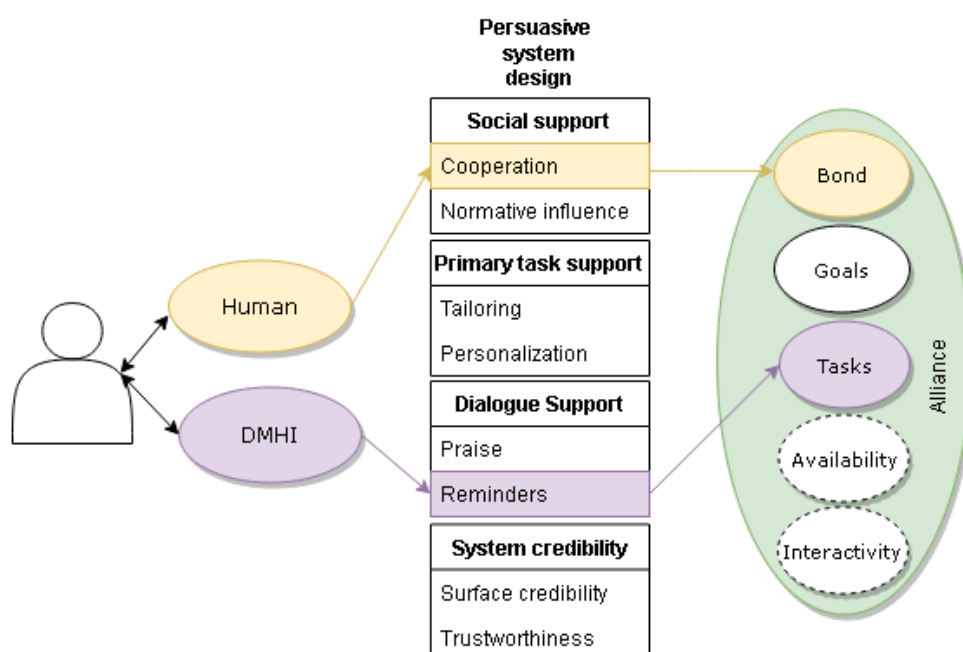 Persuasive
system
design
Social support
Cooperation
Normative influence
Primary task support
Tailoring
Personalization
Dialogue Support
Praise
Reminders
System credibility
Surface credibility
Trustworthiness
Human
DMHI
Bond
Goals
Tasks
Availability
Interactivity
Alliance